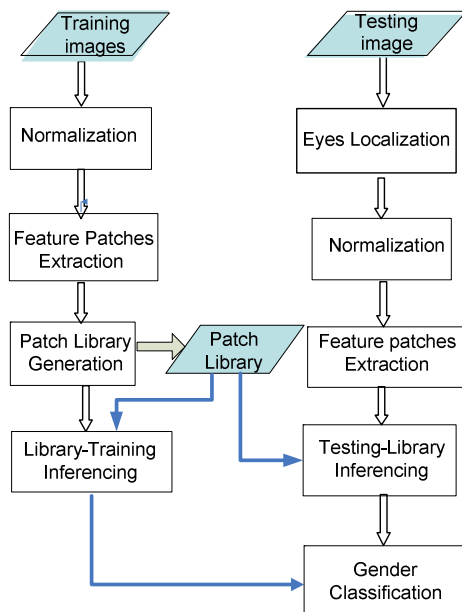 Training
images
Normalization
Feature Patches
Extraction
Patch Library
Generation
Patch
Library
Library-Training
Inferencing
Testing
image
Eyes Localization
Normalization
Feature patches
Extraction
Testing-Library
Inferencing
Gender
Classification